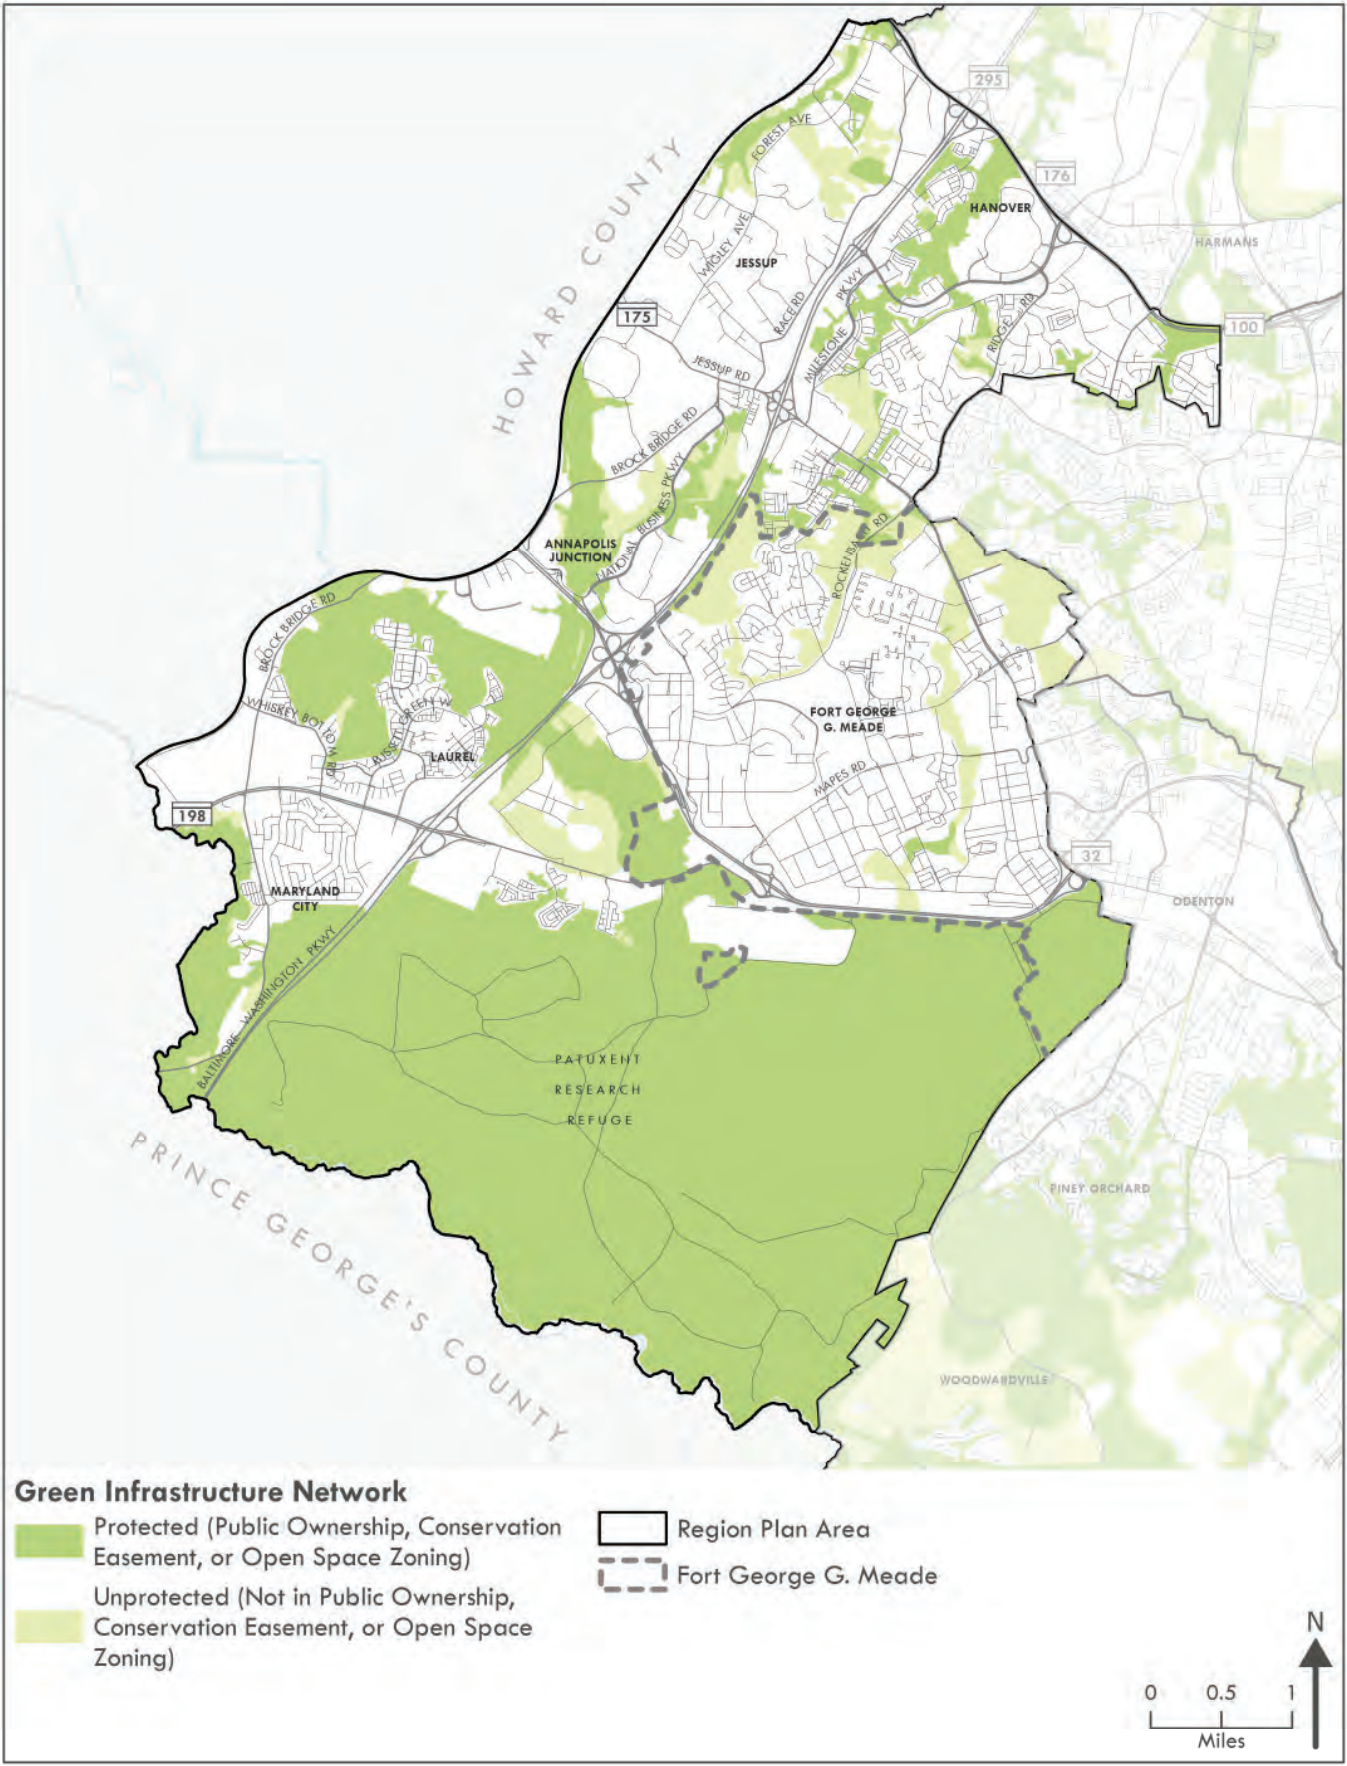 295
FOREST AVE
176
HANOVER
HARMANS
HOWARD COUNTY
WIGLEY AVE
JESSUP
PKWY
RACE RD
RIDGE RD
175
100
MILESTONE
JESSUP RD
BROCK BRIDGE RD
NATIONAL BUSINESS PKWY
ANNAPOLIS
JUNCTION
RD
BROCK BRIDGE RD
FORT GEORGE
G. MEADE
WHISKEY BOTTOM RD
RUSSETT GREEN W
LAUREL
MAPES RD
198
32
MARYLAND
CITY
ODENTON
BALTIMORE WASHINGTON PKWY
PATUXENT
RESEARCH
REFUGE
PRINCE GEORGE'S COUNTY
PINEY ORCHARD
WOODWARDVILLE
Green Infrastructure Network
Protected (Public Ownership, Conservation
Easement, or Open Space Zoning)
Unprotected (Not in Public Ownership,
Conservation Easement, or Open Space
Zoning)
Region Plan Area
Fort George G. Meade
N
0 0.5 1
Miles